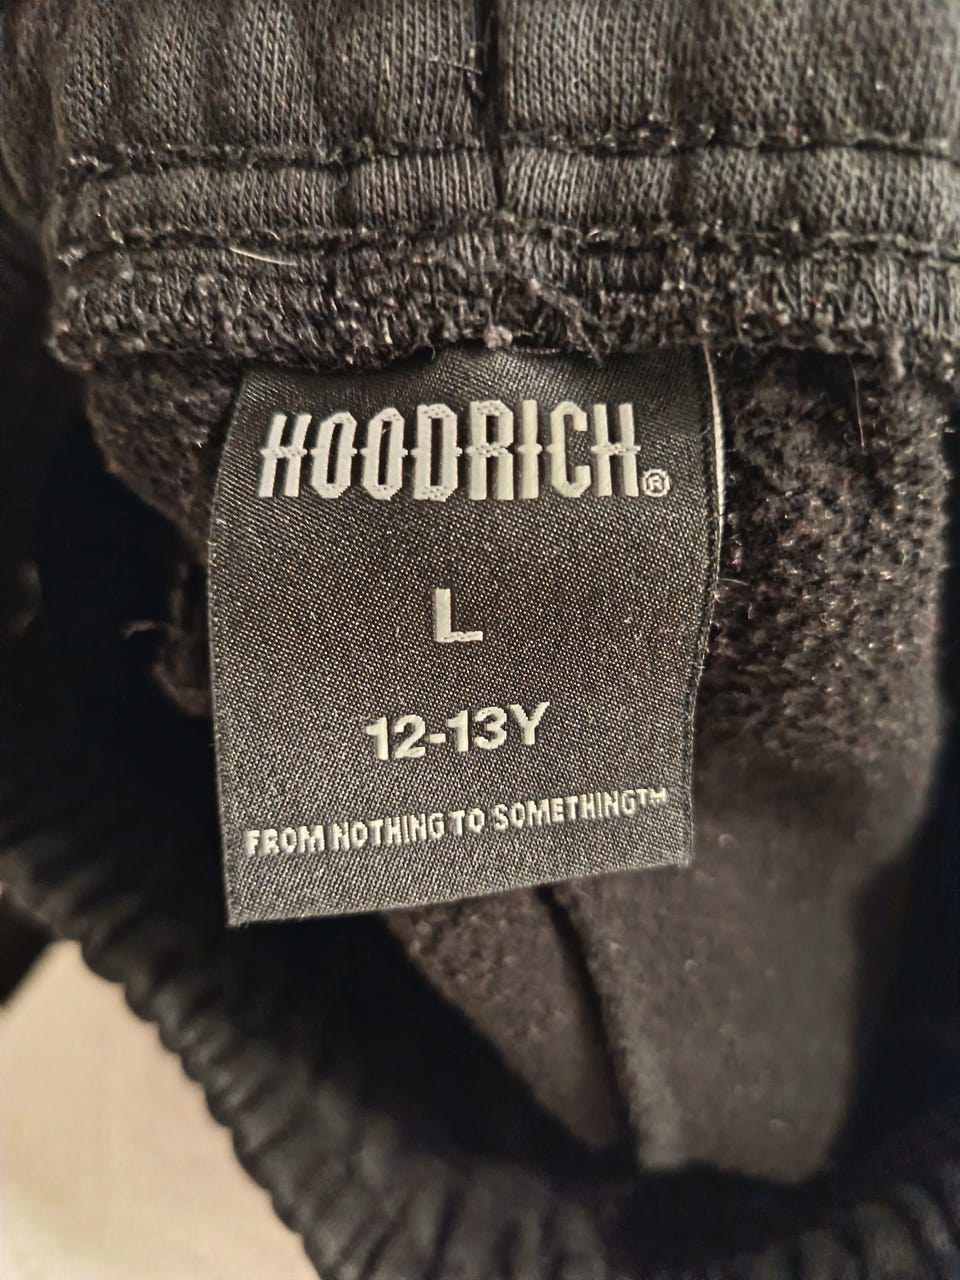 HOODRICH®
L
12-13Y
FROM NOTHING TO SOMETHING™